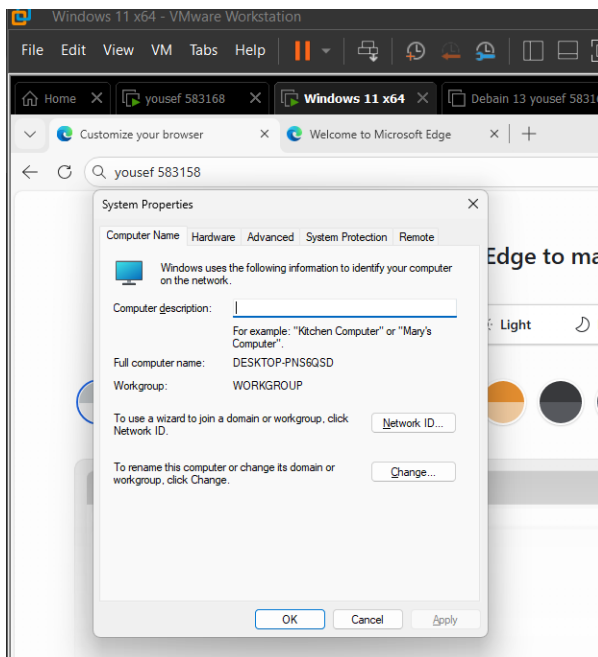 Windows 11 x64 - VMware Workstation
File Edit View VM Tabs Help
Home yousef 583168 Windows 11 x64 Debain 13 yousef 5831
Customize your browser Welcome to Microsoft Edge
yousef 583158
System Properties
Computer Name Hardware Advanced System Protection Remote
Windows uses the following information to identify your computer
on the network.
Computer description:
For example: "Kitchen Computer" or "Mary's
Computer".
Full computer name: DESKTOP-PNS6QSD
Workgroup: WORKGROUP
To use a wizard to join a domain or workgroup, click
Network ID.
Network ID...
To rename this computer or change its domain or
workgroup, click Change.
Change...
OK Cancel Apply
Edge to ma
Light